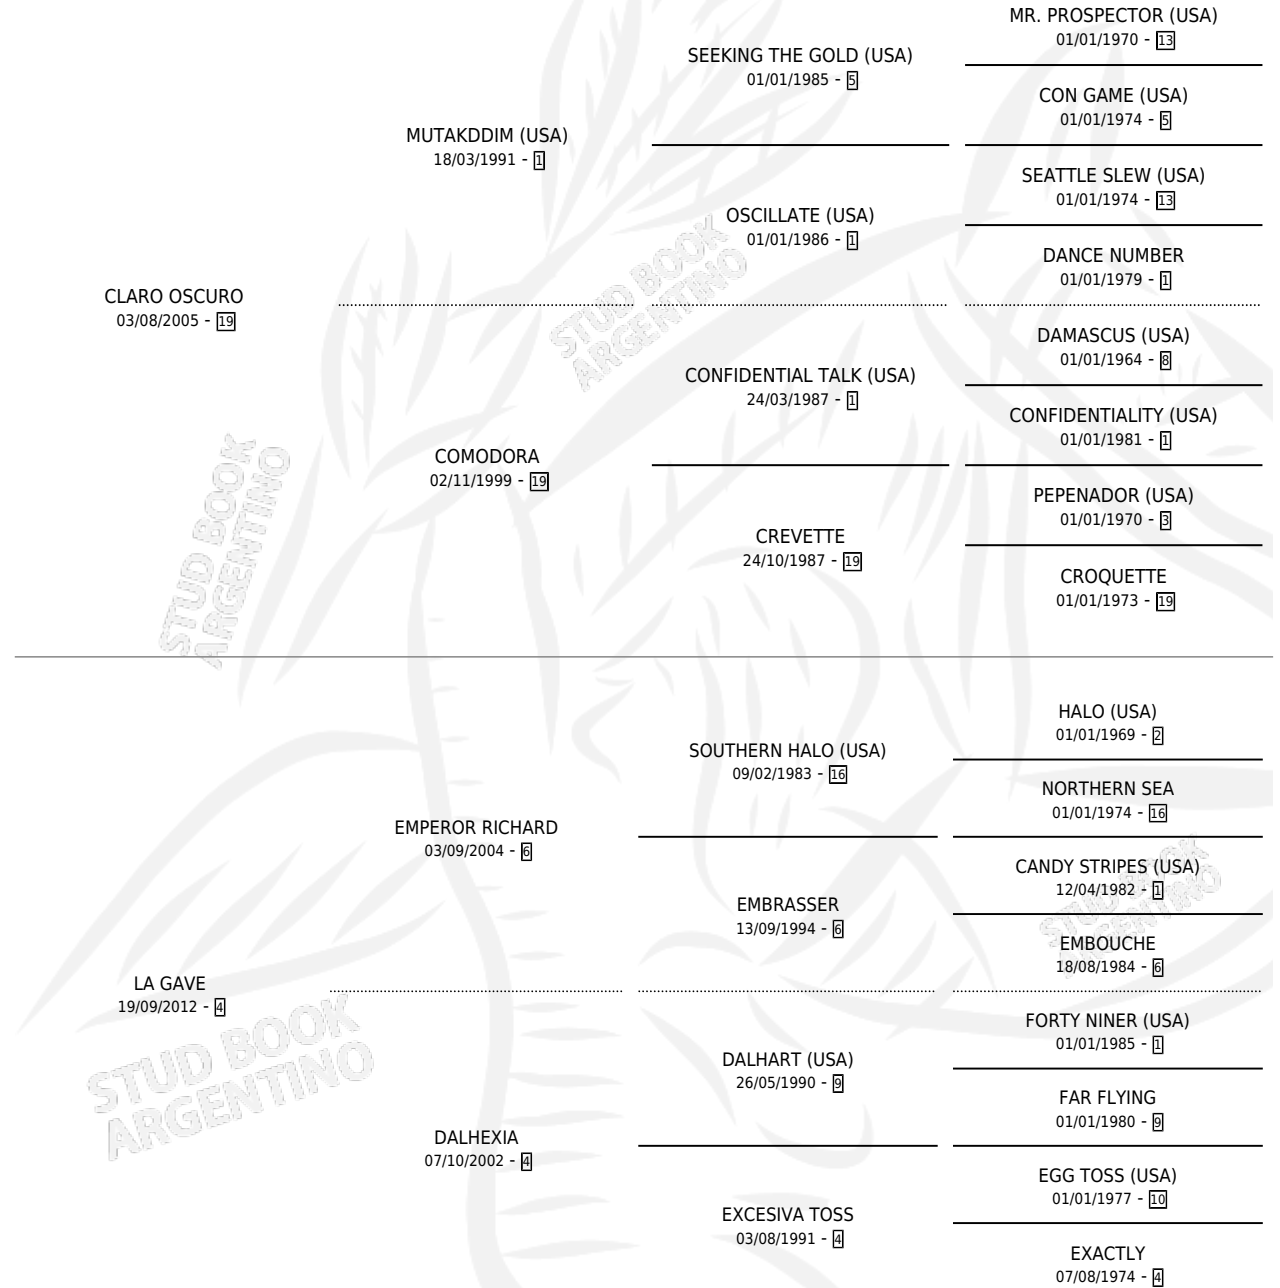 MR. PROSPECTOR (USA)
01/01/1970 - 13
SEEKING THE GOLD (USA)
01/01/1985 - 5
CON GAME (USA)
01/01/1974 - 5
MUTAKDDIM (USA)
18/03/1991 - 1
SEATTLE SLEW (USA)
01/01/1974 - 13
OSCILLATE (USA)
01/01/1986 - 1
DANCE NUMBER
01/01/1979 - 1
CLARO OSCURO
03/08/2005 - 19
STUD BOOK
ARGENTINO
DAMASCUS (USA)
01/01/1964 - 8
CONFIDENTIAL TALK (USA)
24/03/1987 - 1
CONFIDENTIALITY (USA)
01/01/1981 - 1
COMODORA
02/11/1999 - 19
PEPENADOR (USA)
01/01/1970 - 3
CREVETTE
24/10/1987 - 19
CROQUETTE
01/01/1973 - 19
STUD BOOK
ARGENTINO
HALO (USA)
01/01/1969 - 2
SOUTHERN HALO (USA)
09/02/1983 - 16
NORTHERN SEA
01/01/1974 - 16
EMPEROR RICHARD
03/09/2004 - 6
CANDY STRIPES (USA)
12/04/1982 - 1
EMBRASSER
13/09/1994 - 6
EMBOUCHE
18/08/1984 - 6
STUD BOOK
ARGENTINO
LA GAVE
19/09/2012 - 4
FORTY NINER (USA)
01/01/1985 - 1
DALHART (USA)
26/05/1990 - 9
FAR FLYING
01/01/1980 - 9
STUD BOOK
ARGENTINO
DALHEXIA
07/10/2002 - 4
EGG TOSS (USA)
01/01/1977 - 10
EXCESIVA TOSS
03/08/1991 - 4
EXACTLY
07/08/1974 - 4